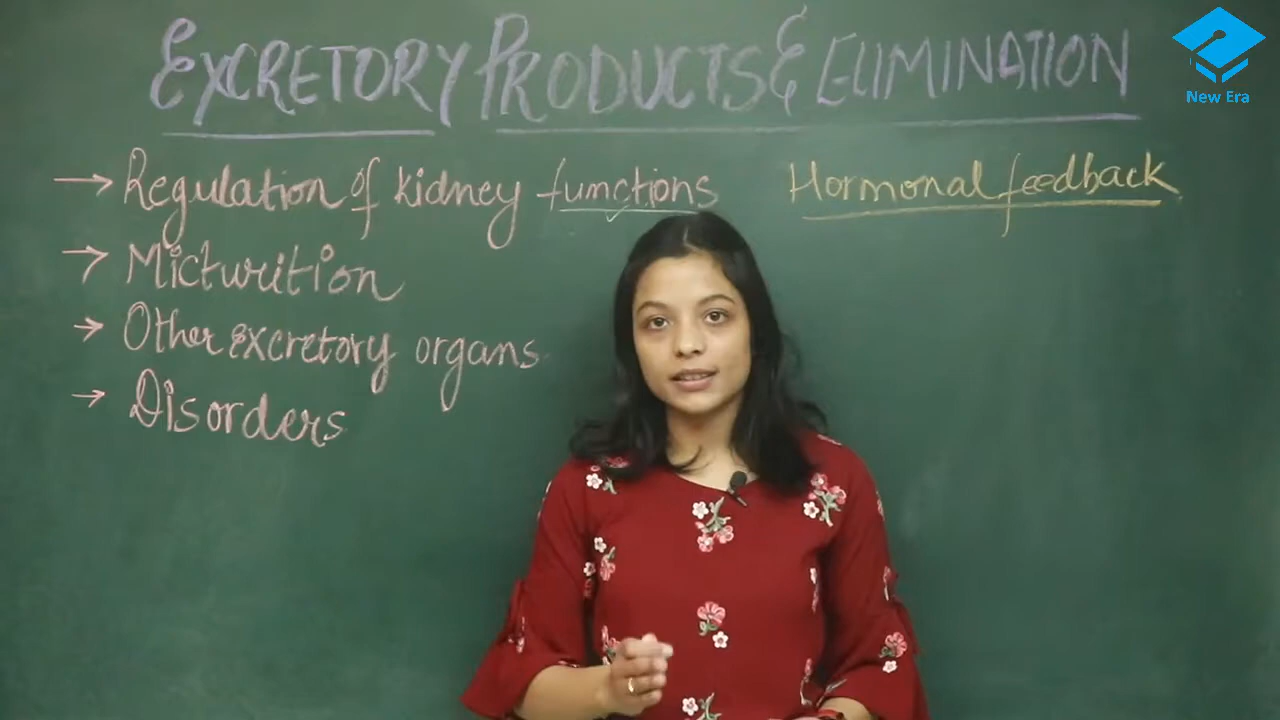 EXCRETORY PRODUCTS & ELIMINATION
New Era
→ Regulation of kidney functions
Hormonal feedback
→ Micturition
→ Other excretory organs
→ Disorders